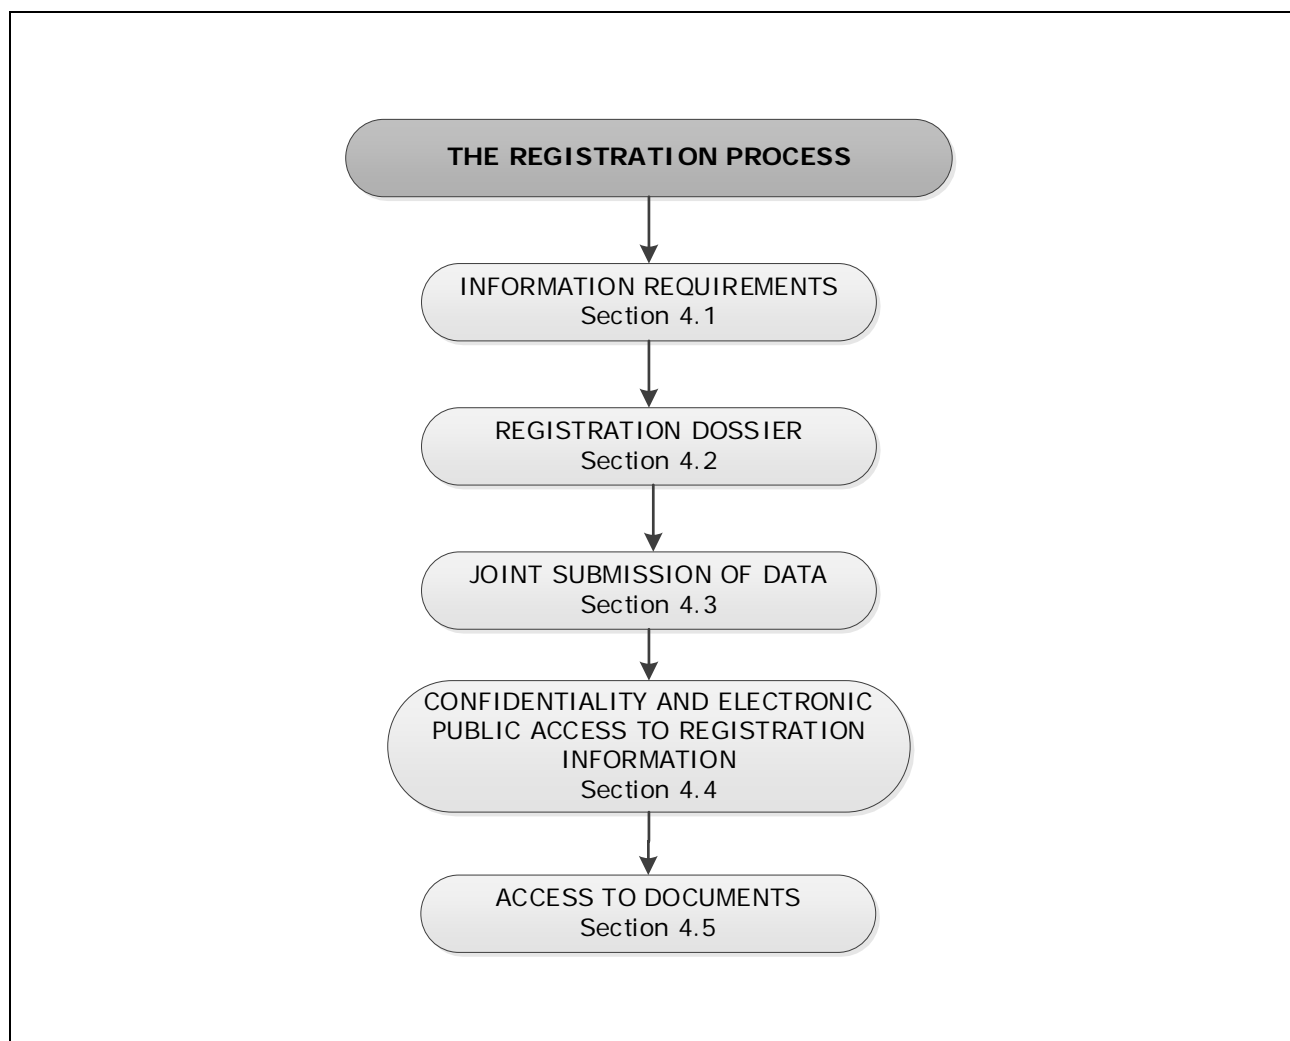 THE REGISTRATION PROCESS
INFORMATION REQUIREMENTS
Section 4.1
REGISTRATION DOSSIER
Section 4.2
JOINT SUBMISSION OF DATA
Section 4.3
CONFIDENTIALITY AND ELECTRONIC
PUBLIC ACCESS TO REGISTRATION
INFORMATION
Section 4.4
ACCESS TO DOCUMENTS
Section 4.5